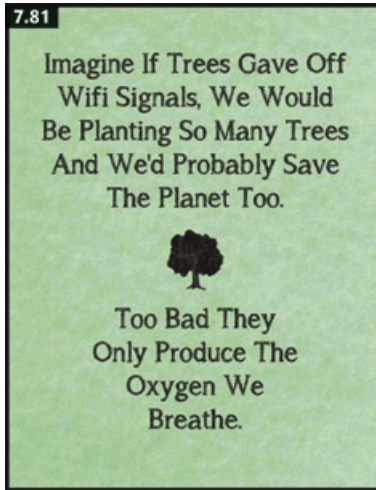 7.81
Imagine If Trees Gave Off
Wifi Signals, We Would
Be Planting So Many Trees
And We'd Probably Save
The Planet Too.
Too Bad They
Only Produce The
Oxygen We
Breathe.